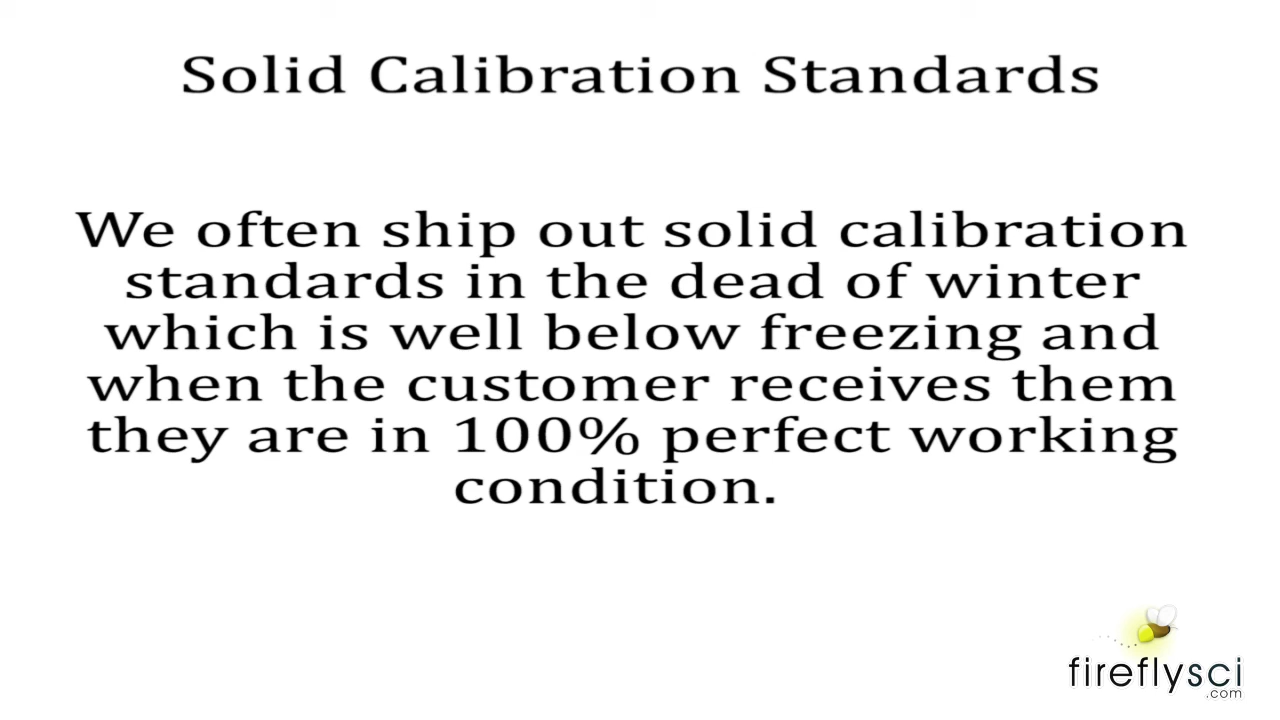 Solid Calibration Standards
We often ship out solid calibration
standards in the dead of winter
which is well below freezing and
when the customer receives them
they are in 100% perfect working
condition.
fireflysci
.com